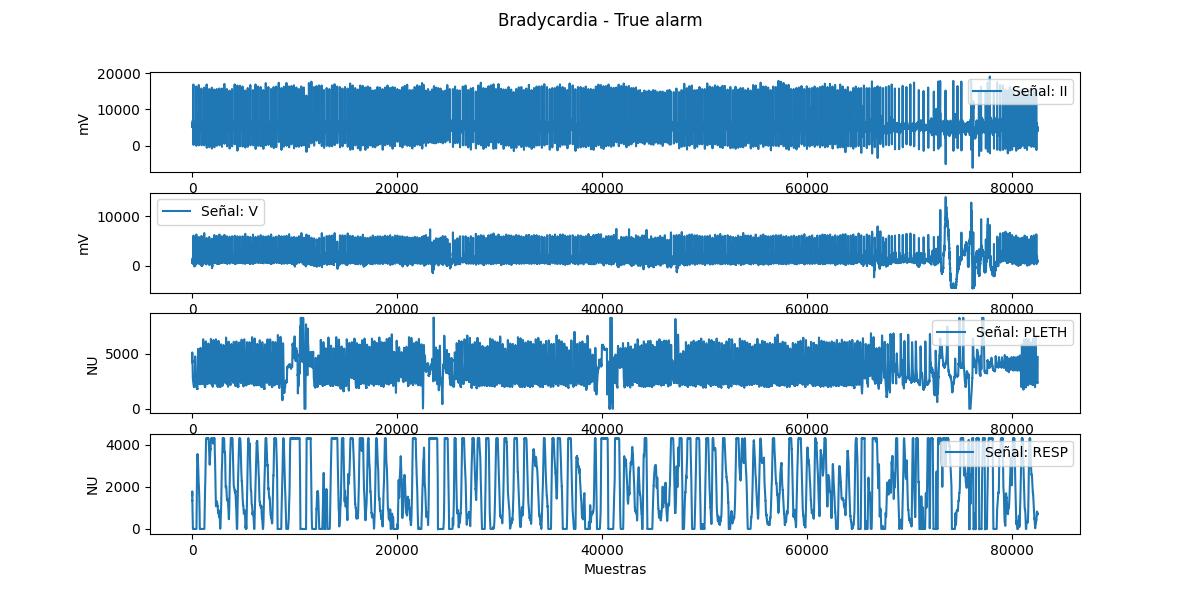 Bradycardia - True alarm
20000
10000
0
mV
Señal: II
0 20000 40000 60000 80000
10000
0
mV
Señal: V
0 20000 40000 60000 80000
5000
0
NU
Señal: PLETH
0 20000 40000 60000 80000
4000
2000
0
NU
Señal: RESP
0 20000 40000 60000 80000
Muestras